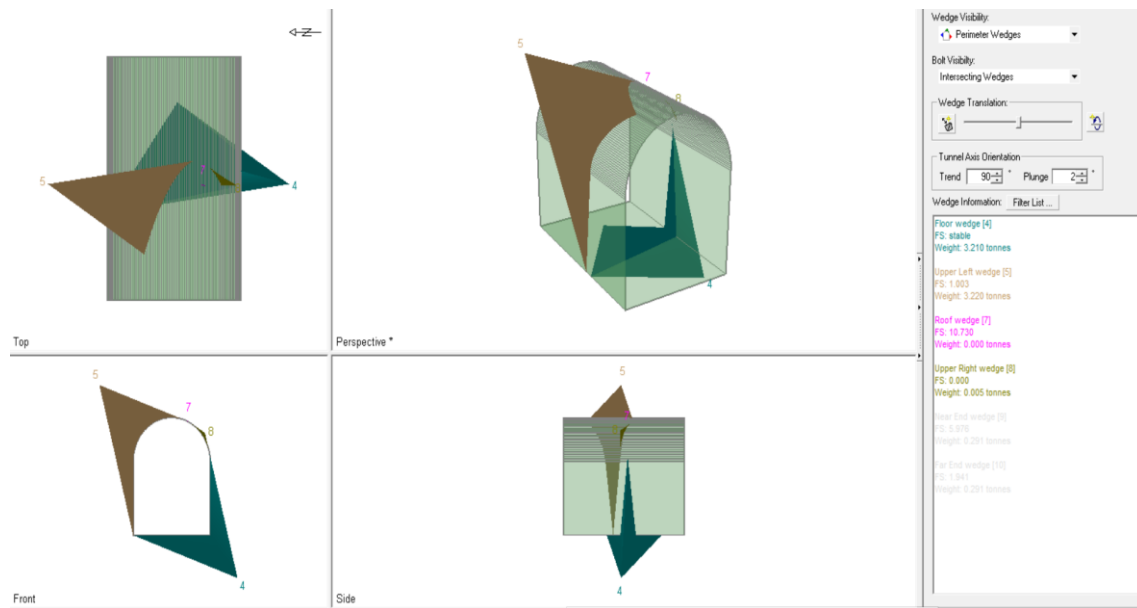 5
4
N
Top
5
7
8
4
Perspective *
5
7
8
4
Front
4
Side
Wedge Visibility:
Perimeter Wedges
Bolt Visibilty:
Intersecting Wedges
Wedge Translation:
Tunnel Axis Orientation
Trend 90 ° Plunge 2 °
Wedge Information: Filter List ...
Floor wedge [4]
FS: stable
Weight: 3.210 tonnes
Upper Left wedge [5]
FS: 1.003
Weight: 3.220 tonnes
Roof wedge [7]
FS: 10.730
Weight: 0.000 tonnes
Upper Right wedge [8]
FS: 0.000
Weight: 0.005 tonnes
Near End wedge [9]
FS: 5.976
Weight: 0.291 tonnes
Far End wedge [10]
FS: 1.941
Weight: 0.291 tonnes